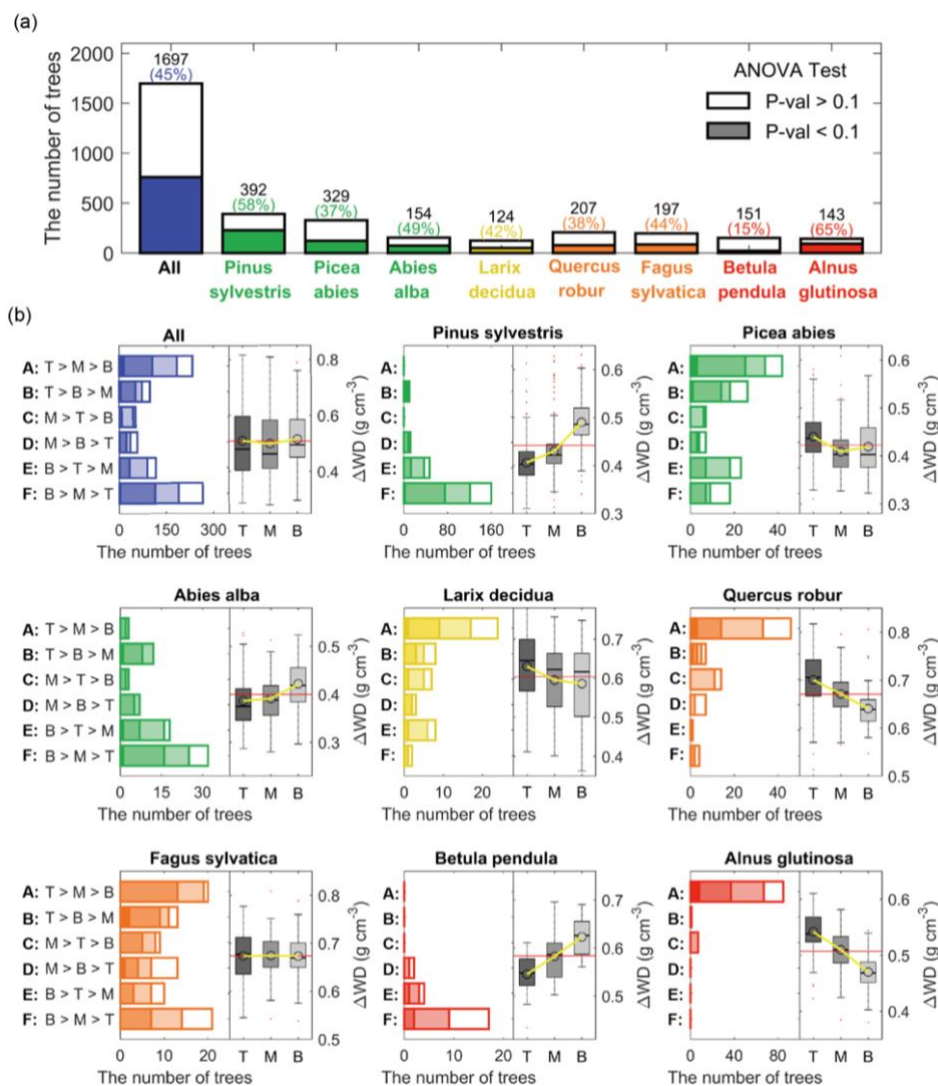 (a)
The number of trees
2000
1500
1000
500
0
1697
(45%)
392
(58%)
329
(37%)
154
(49%)
124
(42%)
207
(38%)
197
(44%)
151
(15%)
143
(65%)
ANOVA Test
P-val > 0.1
P-val < 0.1
All
Pinus
sylvestris
Picea
abies
Abies
alba
Larix
decidua
Quercus
robur
Fagus
sylvatica
Betula
pendula
Alnus
glutinosa
(b)
All
A: T > M > B
B: T > B > M
C: M > T > B
D: M > B > T
E: B > T > M
F: B > M > T
0 150 300 T M B
0.8
0.6
0.4
ΔWD (g cm-3)
The number of trees
Pinus sylvestris
A:
B:
C:
D:
E:
F:
0 80 160 T M B
0.6
0.5
0.4
0.3
ΔWD (g cm-3)
The number of trees
Picea abies
A:
B:
C:
D:
E:
F:
0 20 40 T M B
0.6
0.5
0.4
0.3
ΔWD (g cm-3)
The number of trees
Abies alba
A: T > M > B
B: T > B > M
C: M > T > B
D: M > B > T
E: B > T > M
F: B > M > T
0 15 30 T M B
0.5
0.4
0.3
ΔWD (g cm-3)
The number of trees
Larix decidua
A:
B:
C:
D:
E:
F:
0 10 20 T M B
0.7
0.6
0.5
0.4
ΔWD (g cm-3)
The number of trees
Quercus robur
A:
B:
C:
D:
E:
F:
0 20 40 T M B
0.8
0.7
0.6
0.5
ΔWD (g cm-3)
The number of trees
Fagus sylvatica
A: T > M > B
B: T > B > M
C: M > T > B
D: M > B > T
E: B > T > M
F: B > M > T
0 10 20 T M B
0.8
0.7
0.6
0.5
ΔWD (g cm-3)
The number of trees
Betula pendula
A:
B:
C:
D:
E:
F:
0 10 20 T M B
0.7
0.6
0.5
ΔWD (g cm-3)
The number of trees
Alnus glutinosa
A:
B:
C:
D:
E:
F:
0 40 80 T M B
0.6
0.5
0.4
ΔWD (g cm-3)
The number of trees